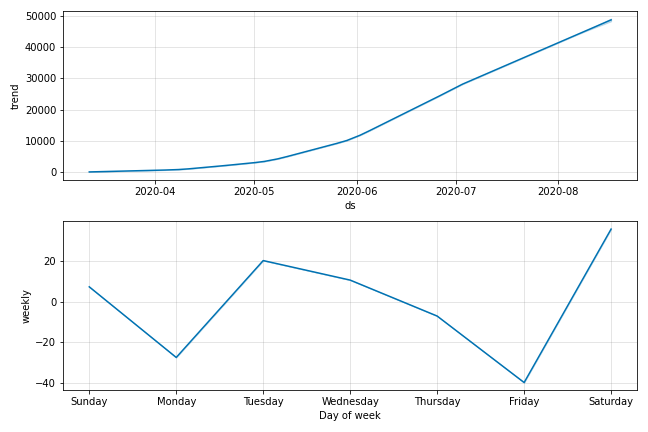 50000
40000
30000
20000
10000
0
trend
2020-04 2020-05 2020-06 2020-07 2020-08
ds
20
0
−20
−40
weekly
Sunday Monday Tuesday Wednesday Thursday Friday Saturday
Day of week